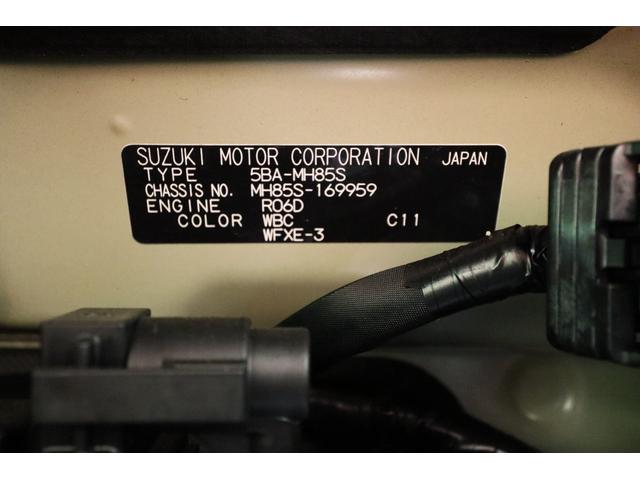 SUZUKI MOTOR CORPORATION JAPAN
TYPE 5BA-MH85S
CHASSIS NO. MH85S-169959
ENGINE R06D
COLOR WBC C11
WFXE-3